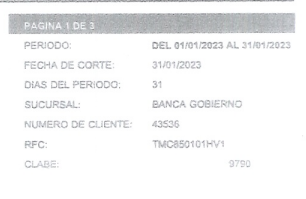 PAGINA 1 DE 3
PERIODO: DEL 01/01/2023 AL 31/01/2023
FECHA DE CORTE: 31/01/2023
DIAS DEL PERIODO: 31
SUCURSAL: BANCA GOBIERNO
NUMERO DE CLIENTE: 43536
RFC: TMC850101HV1
CLABE: 9790